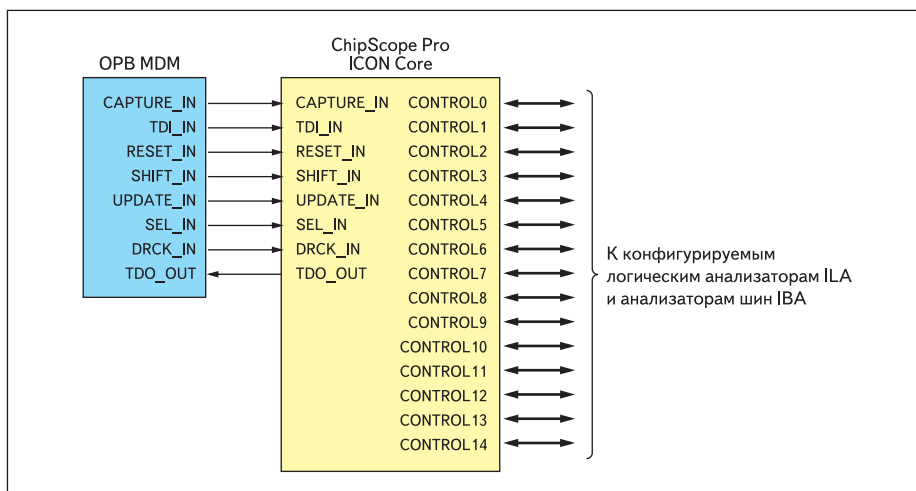 ChipScope Pro
ICON Core
OPB MDM
CAPTURE_IN
TDI_IN
RESET_IN
SHIFT_IN
UPDATE_IN
SEL_IN
DRCK_IN
TDO_OUT
CAPTURE_IN
TDI_IN
RESET_IN
SHIFT_IN
UPDATE_IN
SEL_IN
DRCK_IN
TDO_OUT
CONTROL0
CONTROL1
CONTROL2
CONTROL3
CONTROL4
CONTROL5
CONTROL6
CONTROL7
CONTROL8
CONTROL9
CONTROL10
CONTROL11
CONTROL12
CONTROL13
CONTROL14
К конфигурируемым
логическим анализаторам ILA
и анализаторам шин IBA